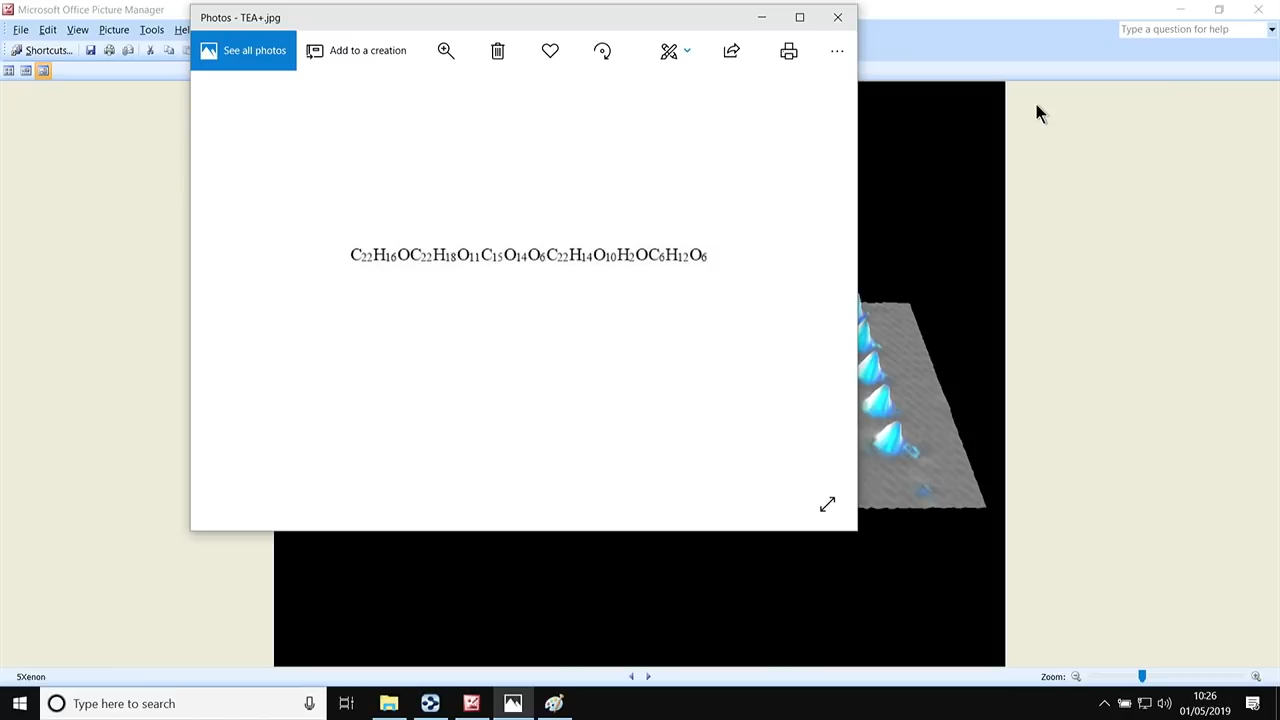 Microsoft Office Picture Manager
Photos - TEA+.jpg
File Edit View Picture Tools Hel
Type a question for help
Shortcuts...
See all photos
Add to a creation
C₂₂H₁₆OC₂₂H₁₈O₁₁C₁₅O₁₄O₆C₂₂H₁₄O₁₀H₂OC₆H₁₂O₆
5Xenon
Zoom:
Type here to search
10:26
01/05/2019